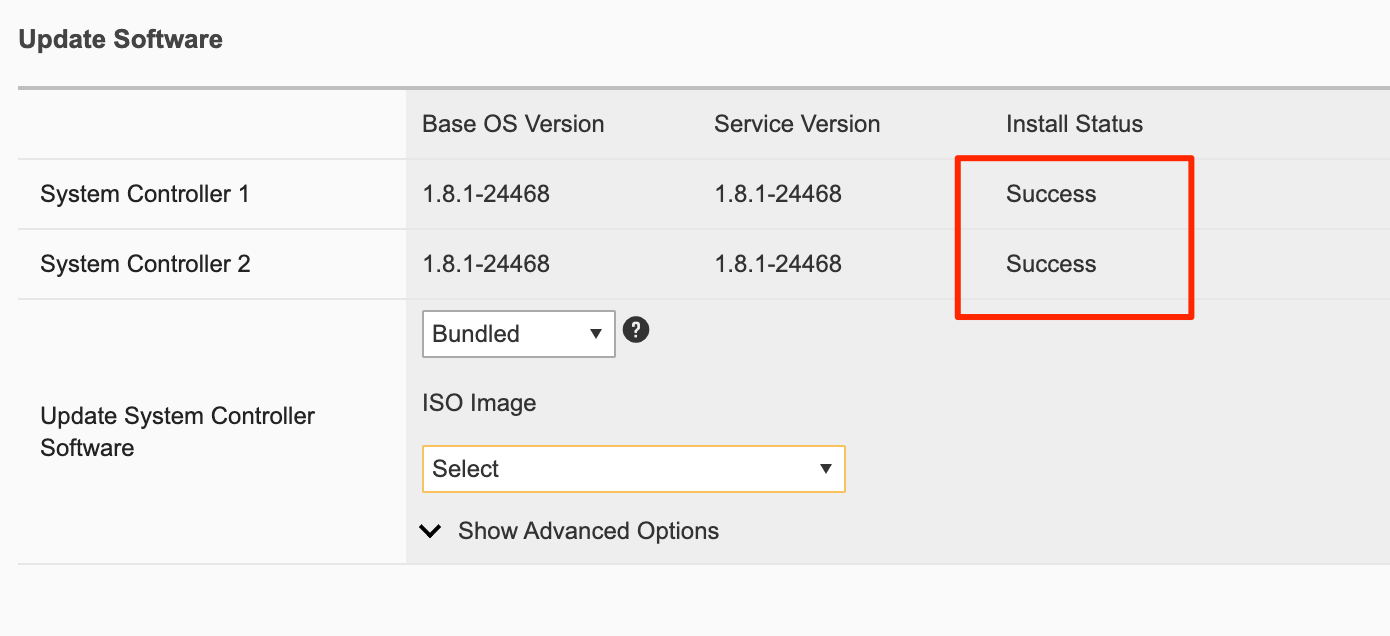 Update Software
Base OS Version Service Version Install Status
System Controller 1 1.8.1-24468 1.8.1-24468 Success
System Controller 2 1.8.1-24468 1.8.1-24468 Success
Bundled ?
ISO Image
Update System Controller
Software
Select
Show Advanced Options